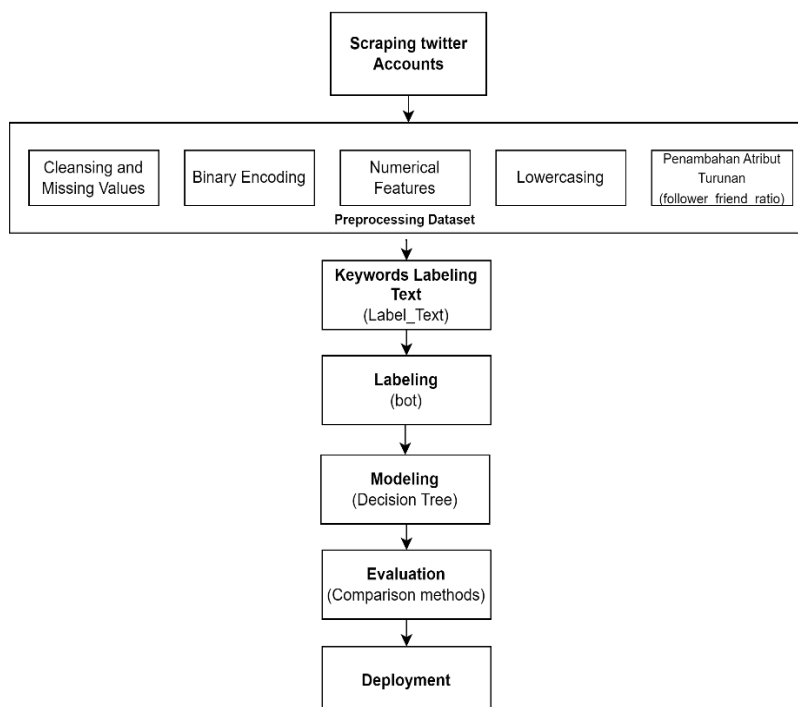 Scraping twitter
Accounts
Cleansing and
Missing Values
Binary Encoding
Numerical
Features
Lowercasing
Penambahan Atribut
Turunan
(follower_friend_ratio)
Preprocessing Dataset
Keywords Labeling
Text
(Label_Text)
Labeling
(bot)
Modeling
(Decision Tree)
Evaluation
(Comparison methods)
Deployment